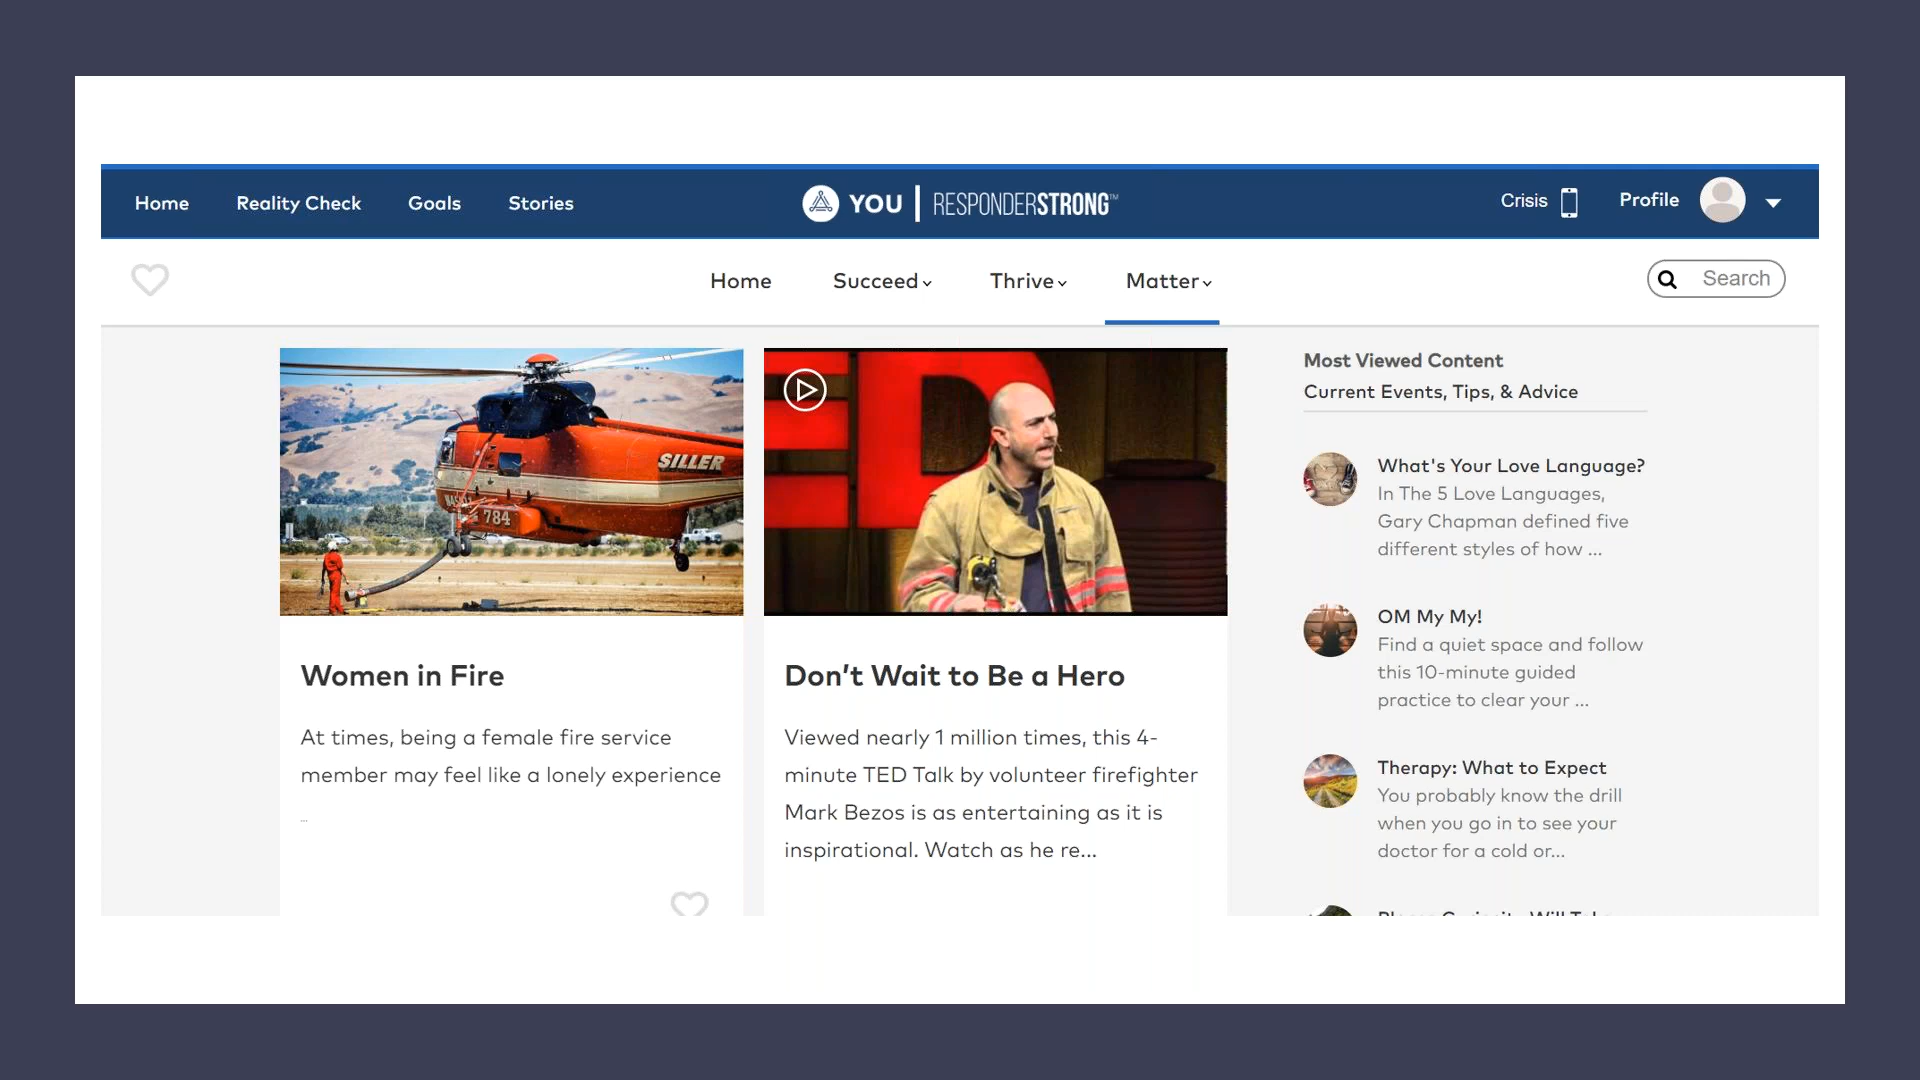 Home Reality Check Goals Stories YOU | RESPONDERSTRONG™ Crisis Profile
Home Succeed Thrive Matter Search
SILLER
784
Women in Fire
At times, being a female fire service
member may feel like a lonely experience
...
ED
Don't Wait to Be a Hero
Viewed nearly 1 million times, this 4-
minute TED Talk by volunteer firefighter
Mark Bezos is as entertaining as it is
inspirational. Watch as he re...
Most Viewed Content
Current Events, Tips, & Advice
What's Your Love Language?
In The 5 Love Languages,
Gary Chapman defined five
different styles of how ...
OM My My!
Find a quiet space and follow
this 10-minute guided
practice to clear your ...
Therapy: What to Expect
You probably know the drill
when you go in to see your
doctor for a cold or...